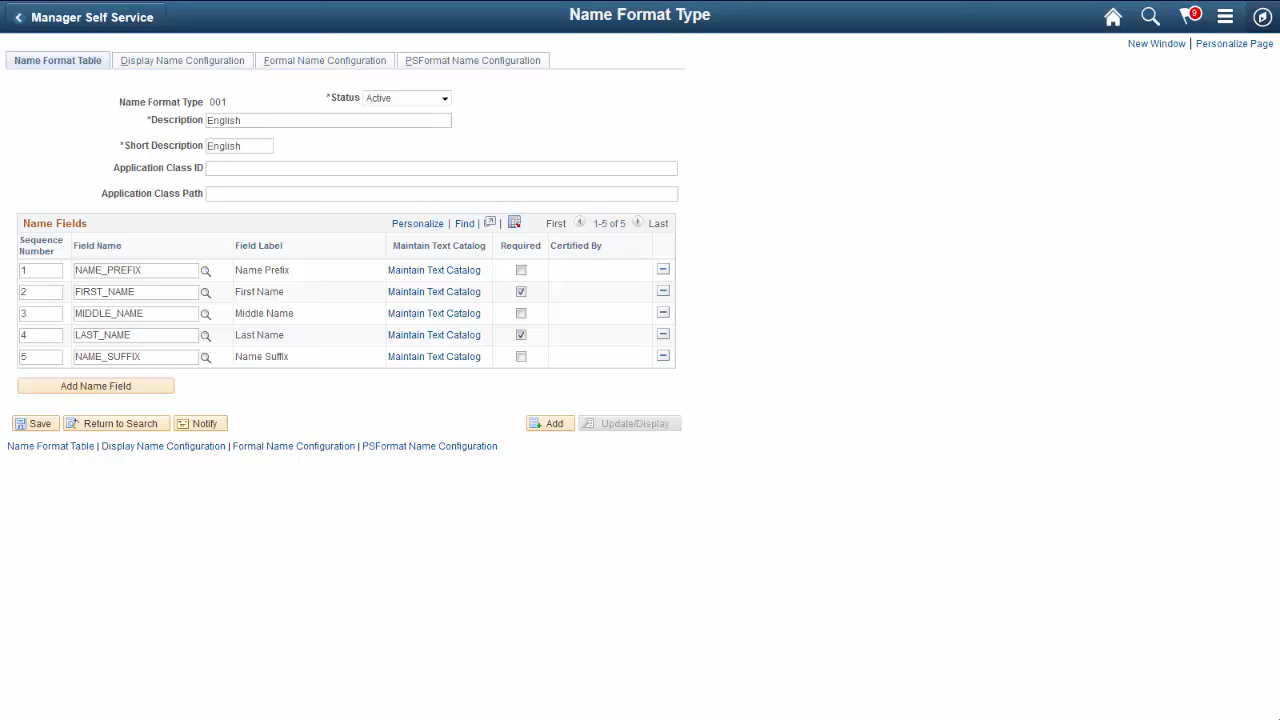 Manager Self Service
Name Format Type
9
New Window | Personalize Page
Name Format Table
Display Name Configuration
Formal Name Configuration
PSFormat Name Configuration
Name Format Type 001
*Status Active
*Description English
*Short Description English
Application Class ID
Application Class Path
Name Fields
Personalize | Find | |
First 1-5 of 5 Last
Sequence Number Field Name Field Label Maintain Text Catalog Required Certified By
1 NAME_PREFIX Name Prefix Maintain Text Catalog
2 FIRST_NAME First Name Maintain Text Catalog
3 MIDDLE_NAME Middle Name Maintain Text Catalog
4 LAST_NAME Last Name Maintain Text Catalog
5 NAME_SUFFIX Name Suffix Maintain Text Catalog
Add Name Field
Save Return to Search Notify Add Update/Display
Name Format Table | Display Name Configuration | Formal Name Configuration | PSFormat Name Configuration